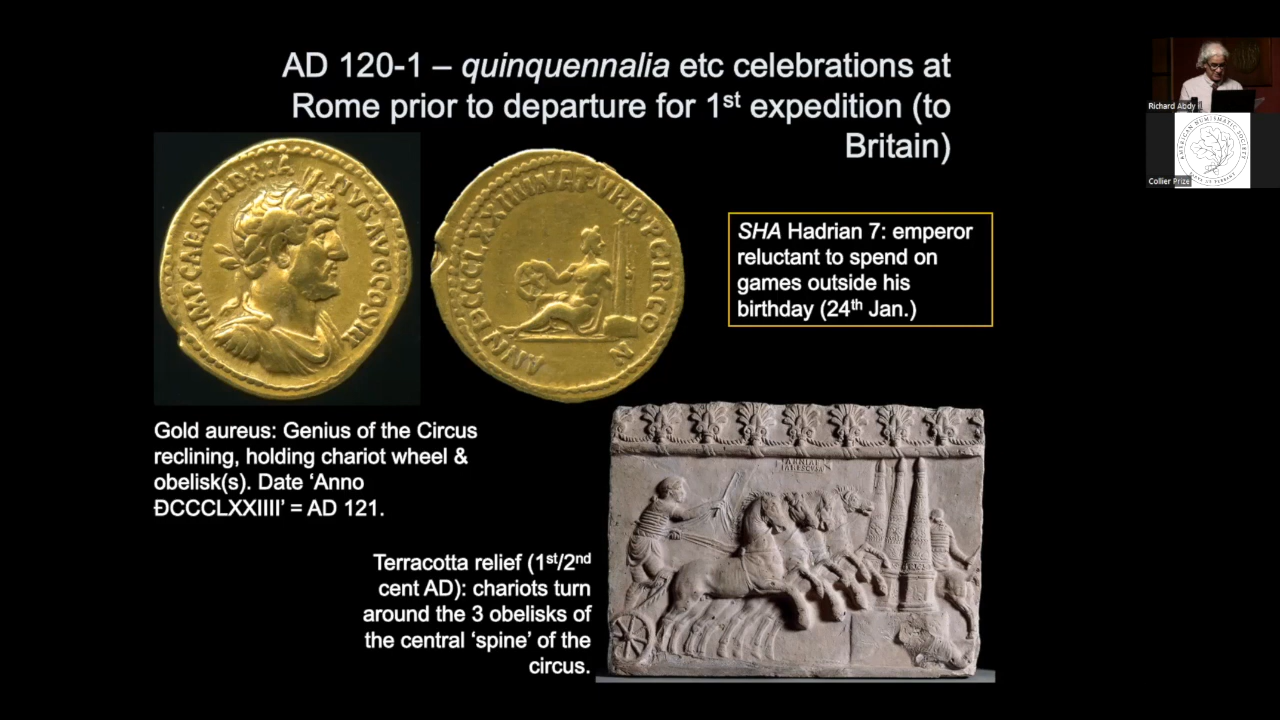 AD 120-1 – quinquennalia etc celebrations at
Rome prior to departure for 1st expedition (to
Britain)
Richard Abdy
AMERICAN NUMISMATIC SOCIETY
Collier Prize
IMP CAES HADRIANVS AVG COS III
ANN DCCCLXXIIII NAT VRB P CIR CON
SHA Hadrian 7: emperor
reluctant to spend on
games outside his
birthday (24th Jan.)
Gold aureus: Genius of the Circus
reclining, holding chariot wheel &
obelisk(s). Date ‘Anno
ĐCCCLXXIIII’ = AD 121.
Terracotta relief (1st/2nd
cent AD): chariots turn
around the 3 obelisks of
the central ‘spine’ of the
circus.